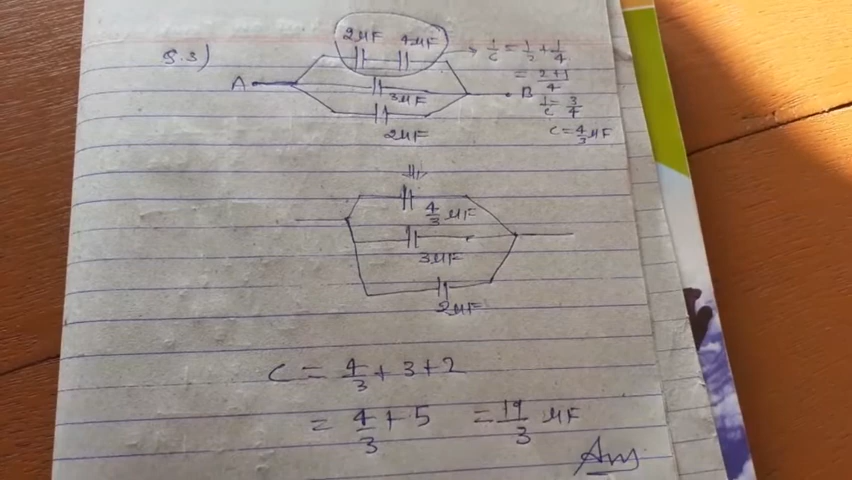 Q.3)
2μF 4μF → 1/C = 1/2 + 1/4
= 2+1/4
A B 1/C = 3/4
3μF
C = 4/3 μF
2μF
4/3 μF
3μF
2μF
C = 4/3 + 3 + 2
= 4/3 + 5 = 19/3 μF
Ans